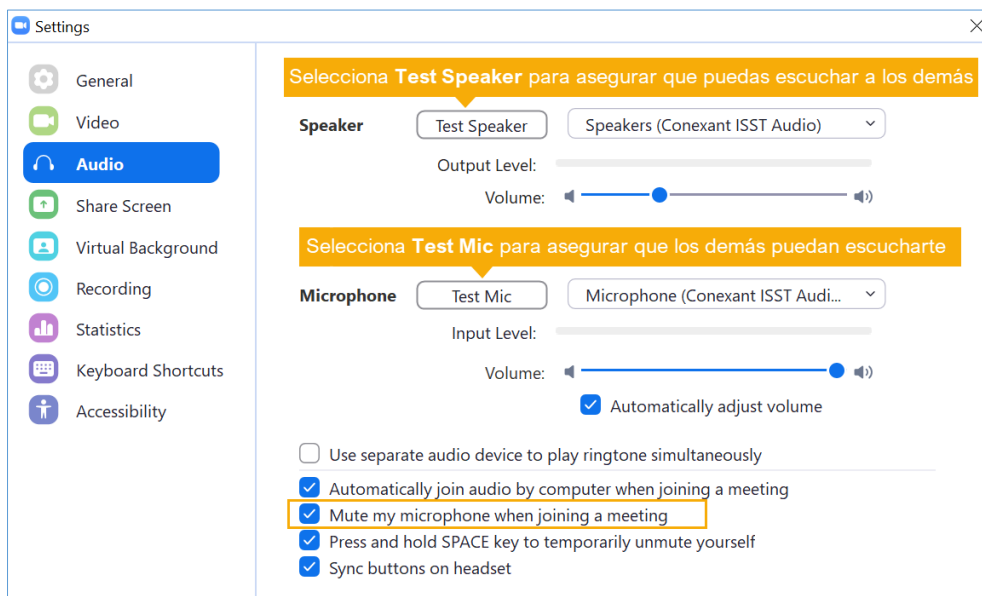 Settings
General
Video
Audio
Share Screen
Virtual Background
Recording
Statistics
Keyboard Shortcuts
Accessibility
Selecciona Test Speaker para asegurar que puedas escuchar a los demás
Speaker Test Speaker Speakers (Conexant ISST Audio)
Output Level:
Volume:
Selecciona Test Mic para asegurar que los demás puedan escucharte
Microphone Test Mic Microphone (Conexant ISST Audi...
Input Level:
Volume:
Automatically adjust volume
Use separate audio device to play ringtone simultaneously
Automatically join audio by computer when joining a meeting
Mute my microphone when joining a meeting
Press and hold SPACE key to temporarily unmute yourself
Sync buttons on headset